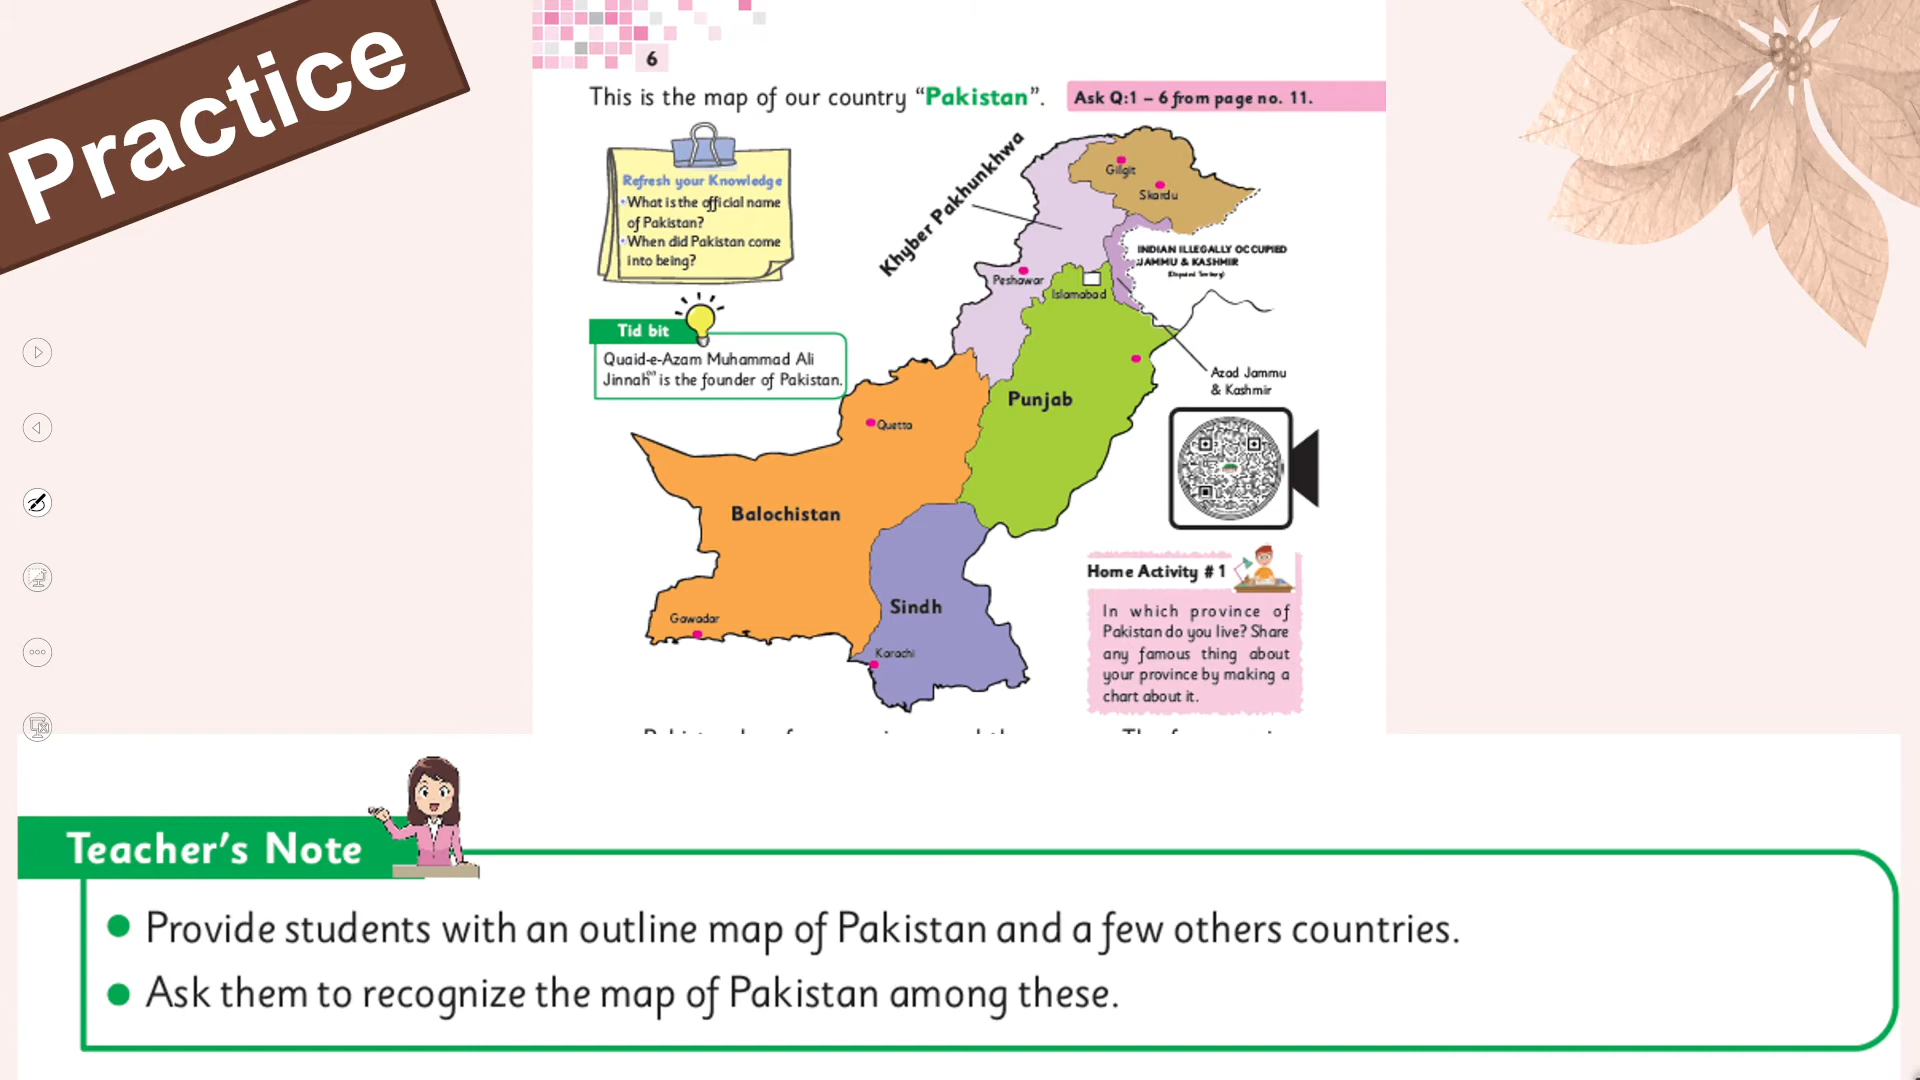 Practice
6
This is the map of our country “Pakistan”.
Ask Q:1 – 6 from page no. 11.
Refresh your Knowledge
What is the official name
of Pakistan?
When did Pakistan come
into being?
Tid bit
Quaid-e-Azam Muhammad Ali
Jinnah is the founder of Pakistan.
Khyber Pakhunkhwa
Gilgit
Skardu
INDIAN ILLEGALLY OCCUPIED
JAMMU & KASHMIR
(Disputed Territory)
Peshawar
Islamabad
Azad Jammu
& Kashmir
Punjab
Quetta
Balochistan
Sindh
Gawadar
Karachi
Home Activity # 1
In which province of
Pakistan do you live? Share
any famous thing about
your province by making a
chart about it.
Teacher’s Note
Provide students with an outline map of Pakistan and a few others countries.
Ask them to recognize the map of Pakistan among these.